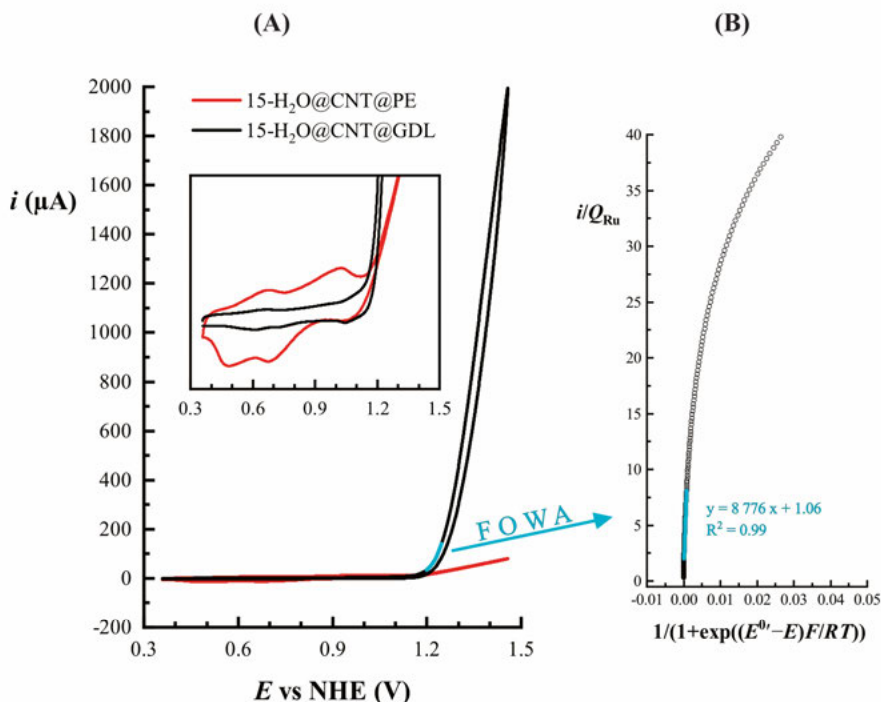 (A)
2000
1800
1600
1400
1200
1000
800
600
400
200
0
-200
i (µA)
15-H₂O@CNT@PE
15-H₂O@CNT@GDL
0.3 0.6 0.9 1.2 1.5
F O W A
0.3 0.6 0.9 1.2 1.5
E vs NHE (V)
(B)
40
35
30
25
20
15
10
5
0
i/Q_Ru
y = 8 776 x + 1.06
R² = 0.99
-0.01 0.00 0.01 0.02 0.03 0.04 0.05
1/(1+exp((E⁰′−E)F/RT))